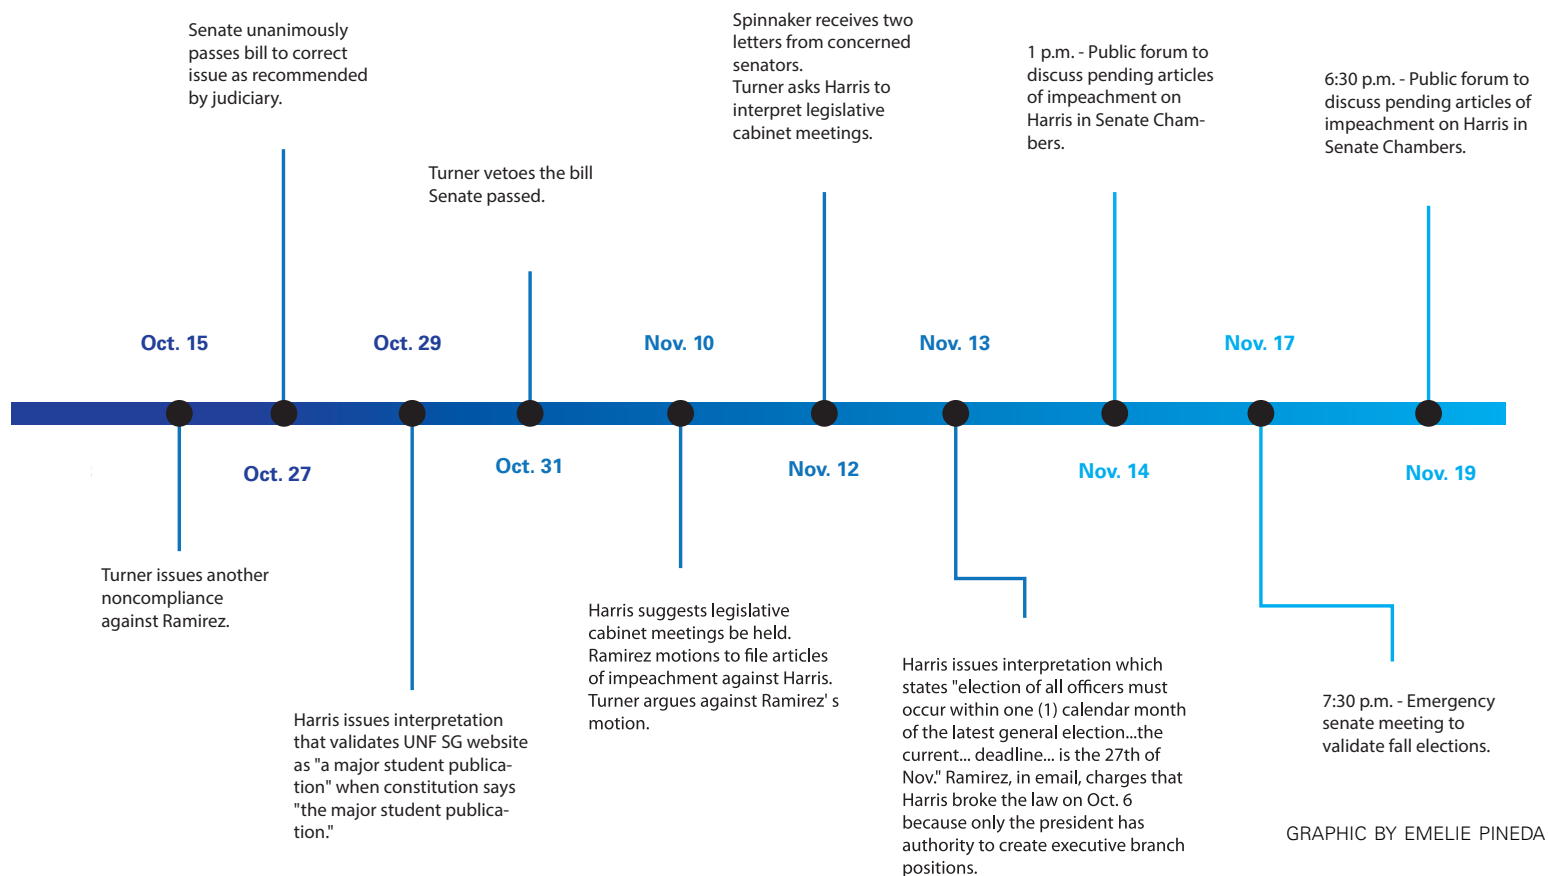 Senate unanimously
passes bill to correct
issue as recommended
by judiciary.
Turner vetoes the bill
Senate passed.
Spinnaker receives two
letters from concerned
senators.
Turner asks Harris to
interpret legislative
cabinet meetings.
1 p.m. - Public forum to
discuss pending articles
of impeachment on
Harris in Senate Cham-
bers.
6:30 p.m. - Public forum to
discuss pending articles of
impeachment on Harris in
Senate Chambers.
Oct. 15
Oct. 29
Nov. 10
Nov. 13
Nov. 17
Oct. 27
Oct. 31
Nov. 12
Nov. 14
Nov. 19
Turner issues another
noncompliance
against Ramirez.
Harris issues interpretation
that validates UNF SG website
as "a major student publica-
tion" when constitution says
"the major student publica-
tion."
Harris suggests legislative
cabinet meetings be held.
Ramirez motions to file articles
of impeachment against Harris.
Turner argues against Ramirez' s
motion.
Harris issues interpretation which
states "election of all officers must
occur within one (1) calendar month
of the latest general election...the
current... deadline... is the 27th of
Nov." Ramirez, in email, charges that
Harris broke the law on Oct. 6
because only the president has
authority to create executive branch
positions.
7:30 p.m. - Emergency
senate meeting to
validate fall elections.
GRAPHIC BY EMELIE PINEDA